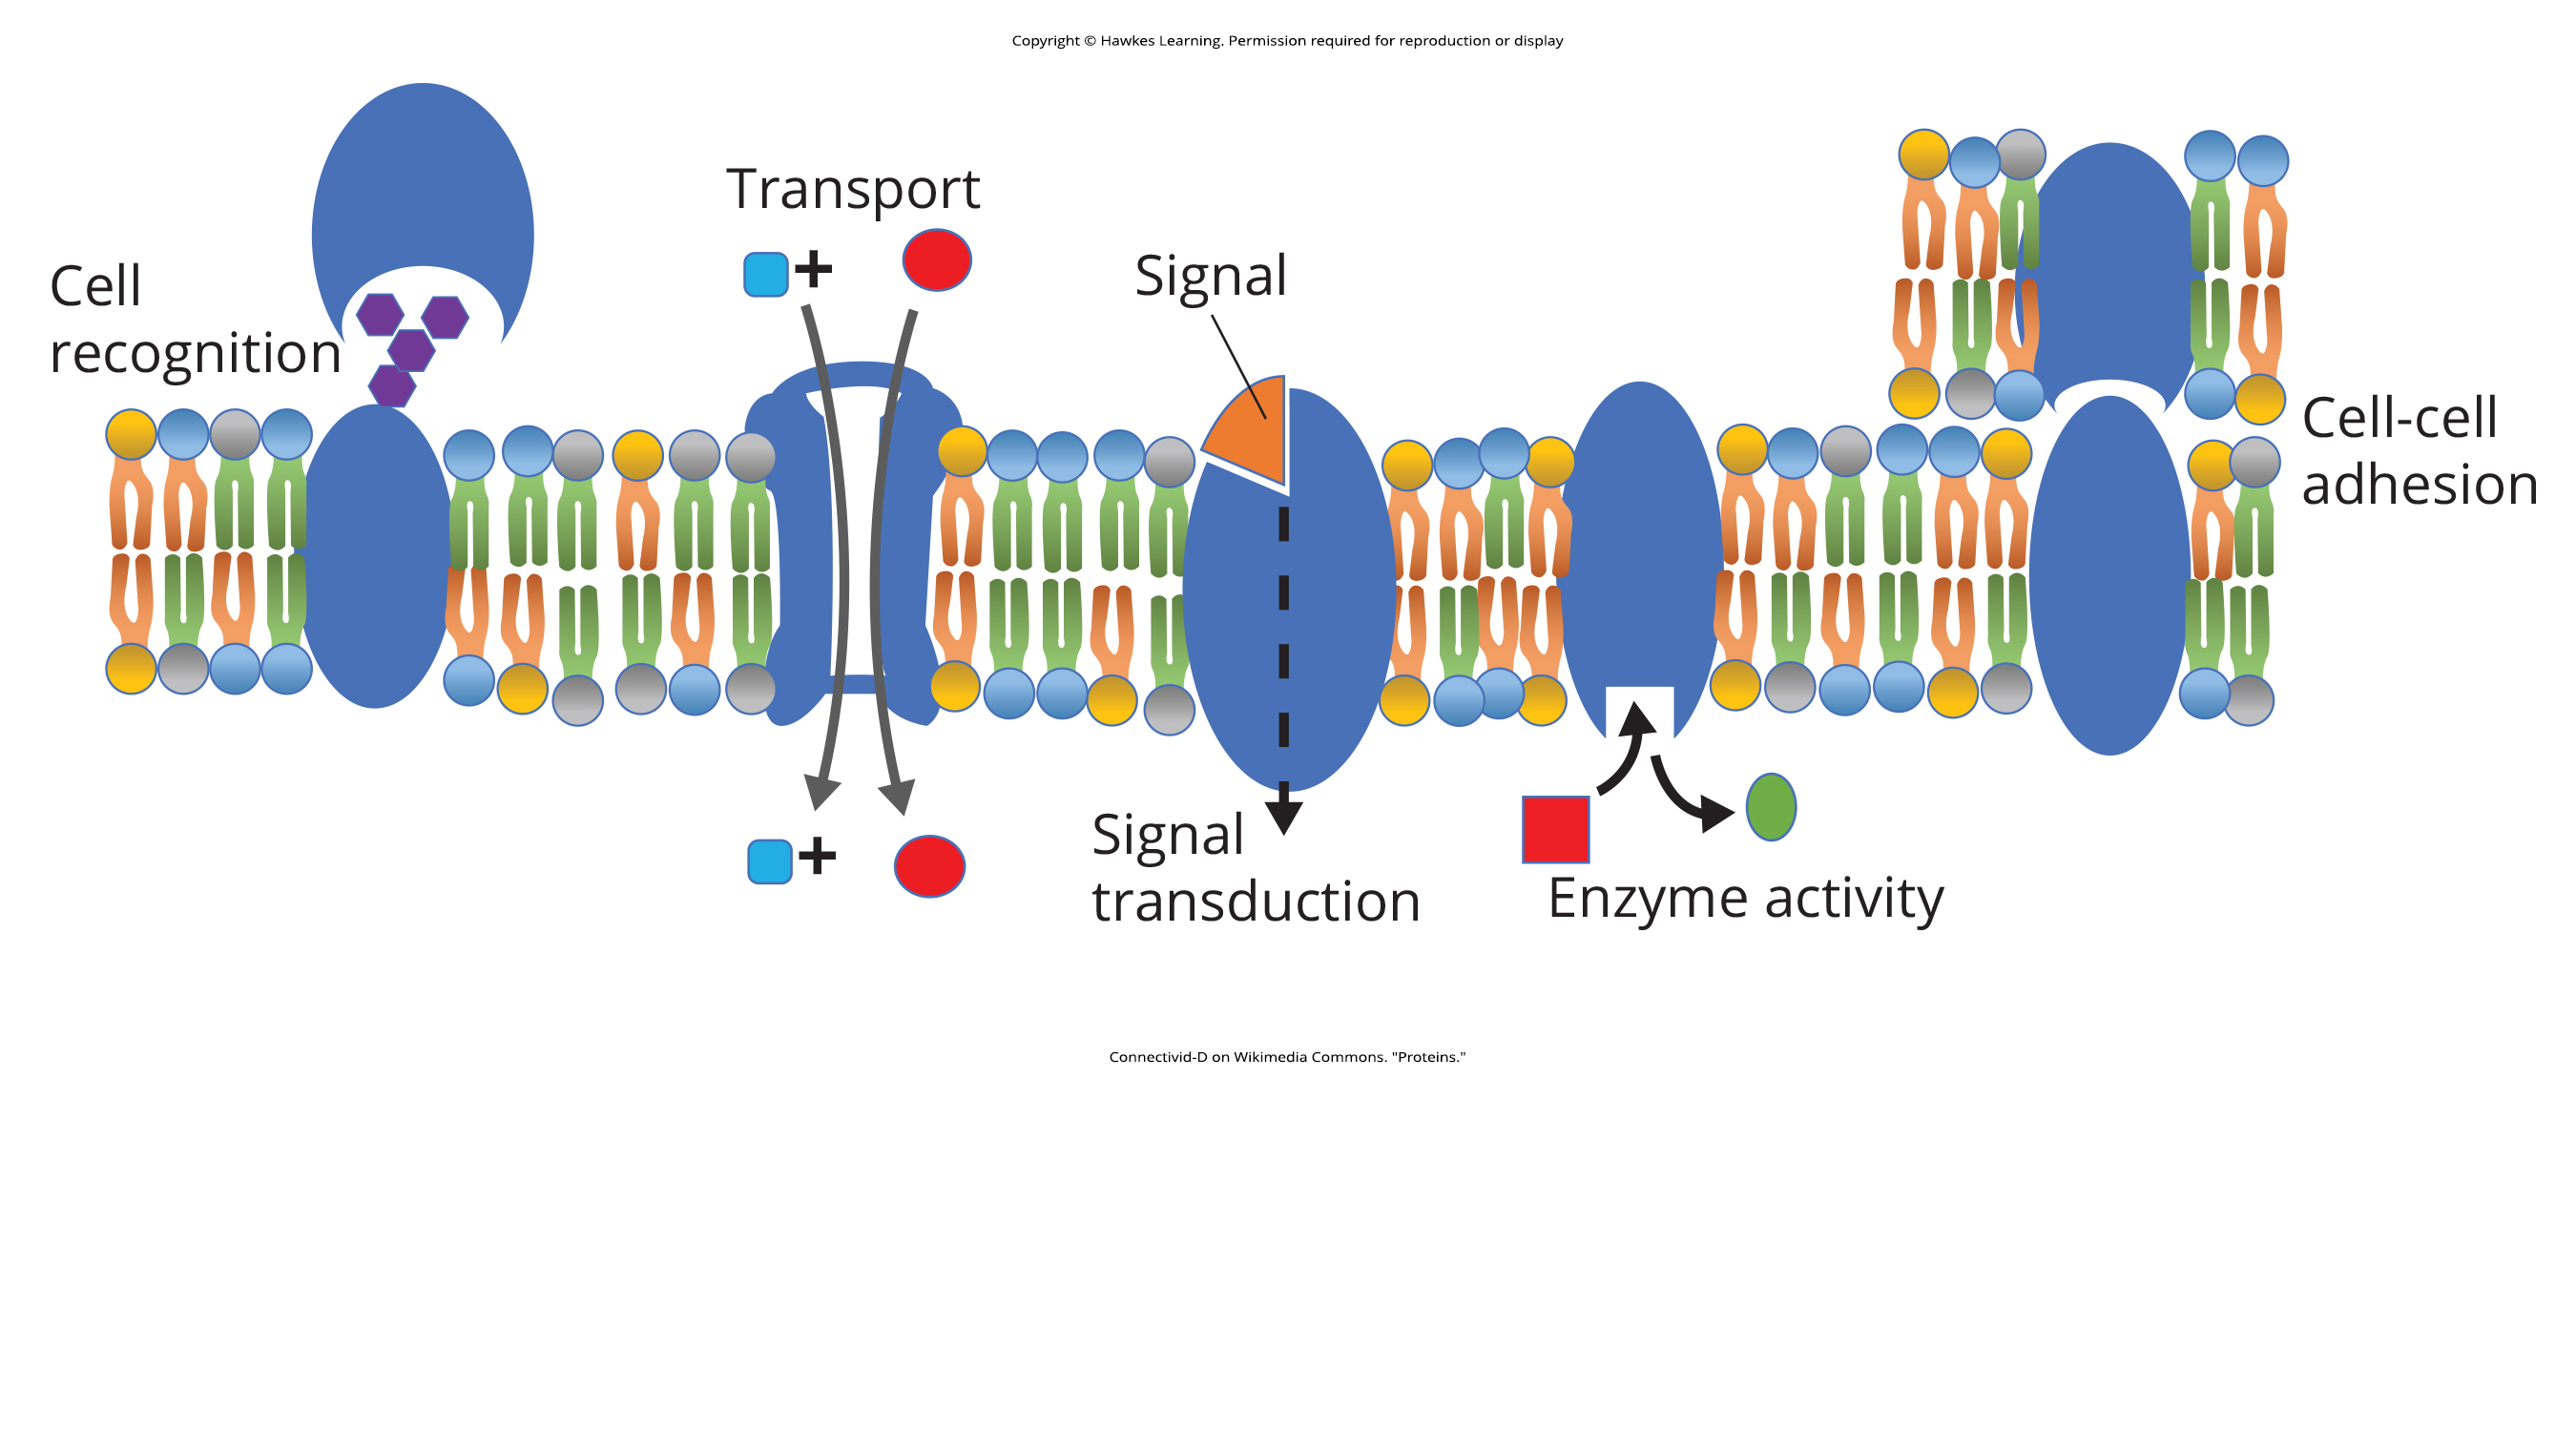 Copyright © Hawkes Learning. Permission required for reproduction or display
Cell
recognition
Transport
+
Signal
Cell-cell
adhesion
+
Signal
transduction
Enzyme activity
Connectivid-D on Wikimedia Commons. "Proteins."